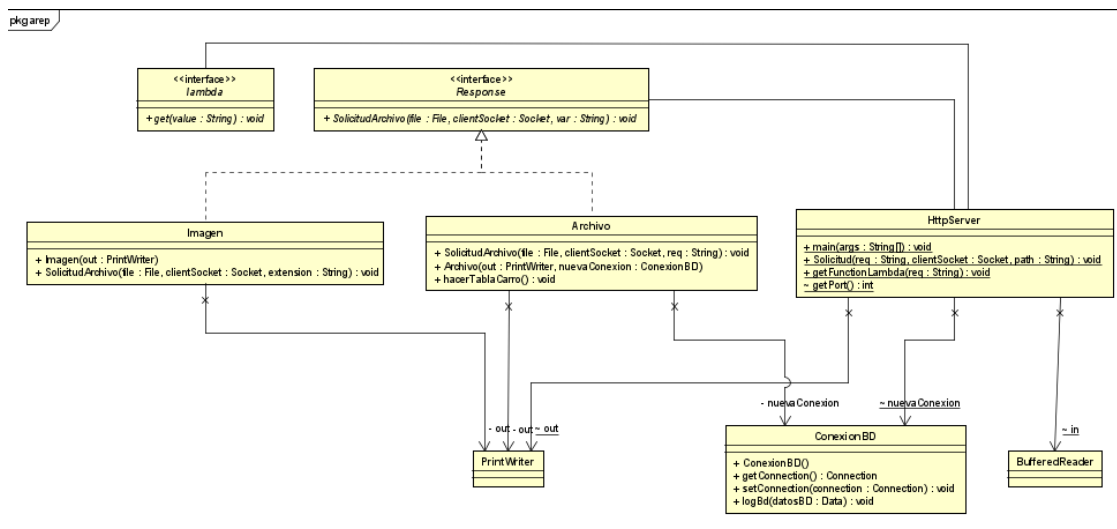 pkg arep
<<interface>>
lambda
+ get(value : String) : void
<<interface>>
Response
+ SolicitudArchivo(file : File, clientSocket : Socket, var : String) : void
Imagen
+ Imagen(out : PrintWriter)
+ SolicitudArchivo(file : File, clientSocket : Socket, extension : String) : void
Archivo
+ SolicitudArchivo(file : File, clientSocket : Socket, req : String) : void
+ Archivo(out : PrintWriter, nuevaConexion : ConexionBD)
+ hacerTablaCarro() : void
HttpServer
+ main(args : String[]) : void
+ Solicitud(req : String, clientSocket : Socket, path : String) : void
+ getFunctionLambda(req : String) : void
~ getPort() : int
- out
- out
~ out
- nuevaConexion
~ nuevaConexion
~ in
PrintWriter
ConexionBD
+ ConexionBD()
+ getConnection() : Connection
+ setConnection(connection : Connection) : void
+ logBd(datosBD : Data) : void
BufferedReader